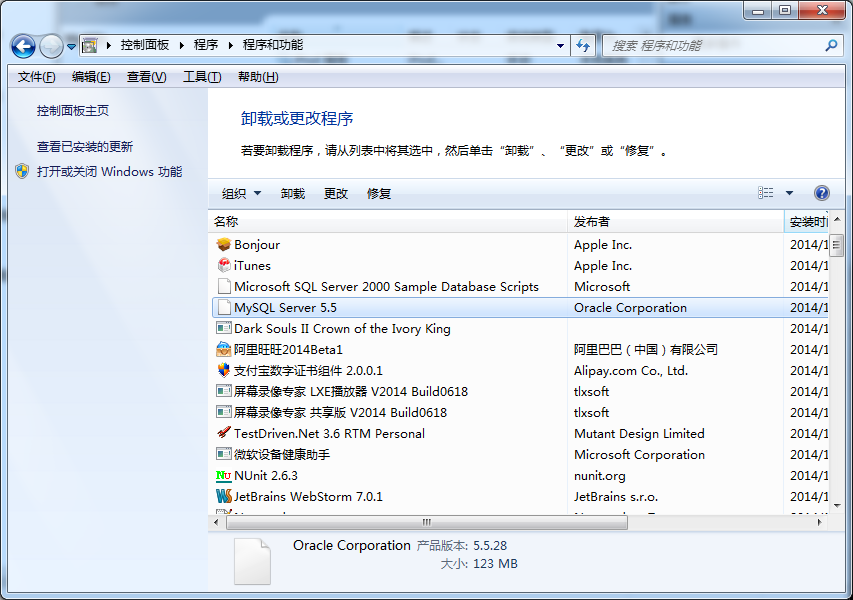 控制面板 程序 程序和功能 搜索 程序和功能
文件(F) 编辑(E) 查看(V) 工具(T) 帮助(H)
控制面板主页
查看已安装的更新
打开或关闭 Windows 功能
卸载或更改程序
若要卸载程序，请从列表中将其选中，然后单击“卸载”、“更改”或“修复”。
组织 卸载 更改 修复
名称 发布者 安装时
Bonjour Apple Inc. 2014/1
iTunes Apple Inc. 2014/1
Microsoft SQL Server 2000 Sample Database Scripts Microsoft 2014/1
MySQL Server 5.5 Oracle Corporation 2014/1
Dark Souls II Crown of the Ivory King 2014/1
阿里旺旺2014Beta1 阿里巴巴（中国）有限公司 2014/1
支付宝数字证书组件 2.0.0.1 Alipay.com Co., Ltd. 2014/1
屏幕录像专家 LXE播放器 V2014 Build0618 tlxsoft 2014/1
屏幕录像专家 共享版 V2014 Build0618 tlxsoft 2014/1
TestDriven.Net 3.6 RTM Personal Mutant Design Limited 2014/1
微软设备健康助手 Microsoft Corporation 2014/1
NUnit 2.6.3 nunit.org 2014/1
JetBrains WebStorm 7.0.1 JetBrains s.r.o. 2014/1
Oracle Corporation 产品版本: 5.5.28
大小: 123 MB